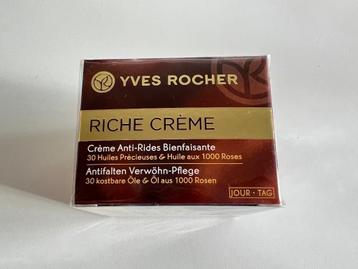 YVES ROCHER
RICHE CRÈME
Crème Anti-Rides Bienfaisante
30 Huiles Précieuses & Huile aux 1000 Roses
Antifalten Verwöhn-Pflege
30 kostbare Öle & Öl aus 1000 Rosen
JOUR • TAG